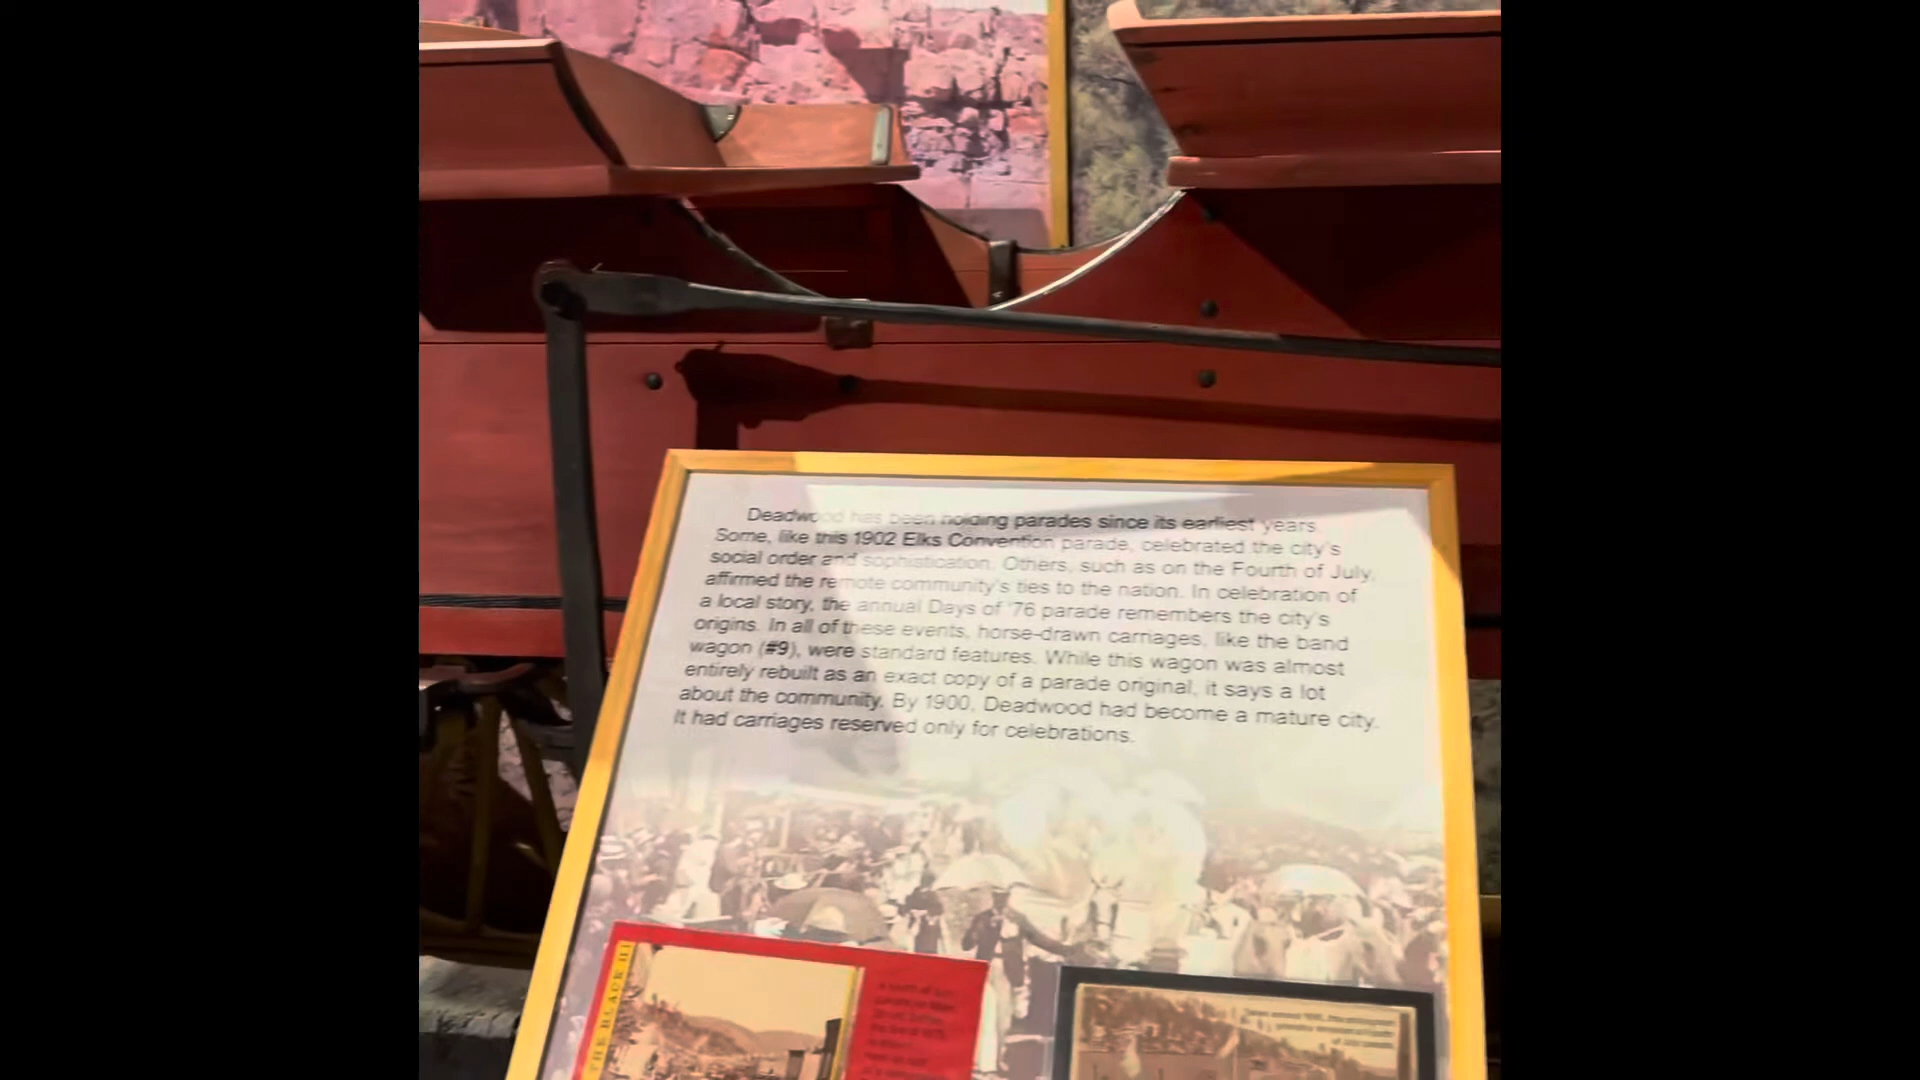 Deadwood has been holding parades since its earliest years.
Some, like this 1902 Elks Convention parade, celebrated the city's
social order and sophistication. Others, such as on the Fourth of July,
affirmed the remote community's ties to the nation. In celebration of
a local story, the annual Days of '76 parade remembers the city's
origins. In all of these events, horse-drawn carriages, like the band
wagon (#9), were standard features. While this wagon was almost
entirely rebuilt as an exact copy of a parade original, it says a lot
about the community. By 1900, Deadwood had become a mature city.
It had carriages reserved only for celebrations.
THE BLACK